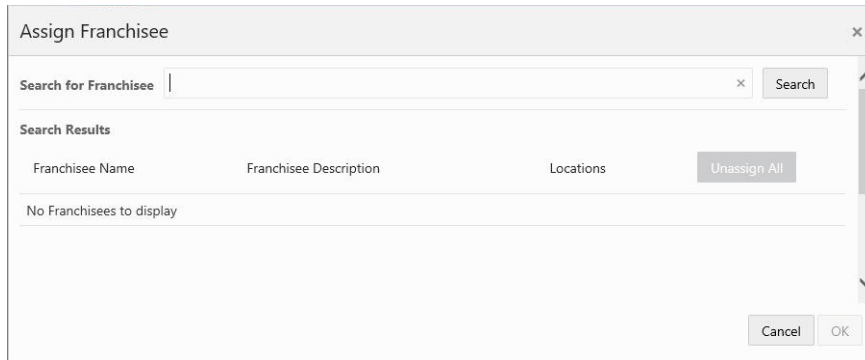 Assign Franchisee
Search for Franchisee Search
Search Results
Franchisee Name Franchisee Description Locations Unassign All
No Franchisees to display
Cancel OK